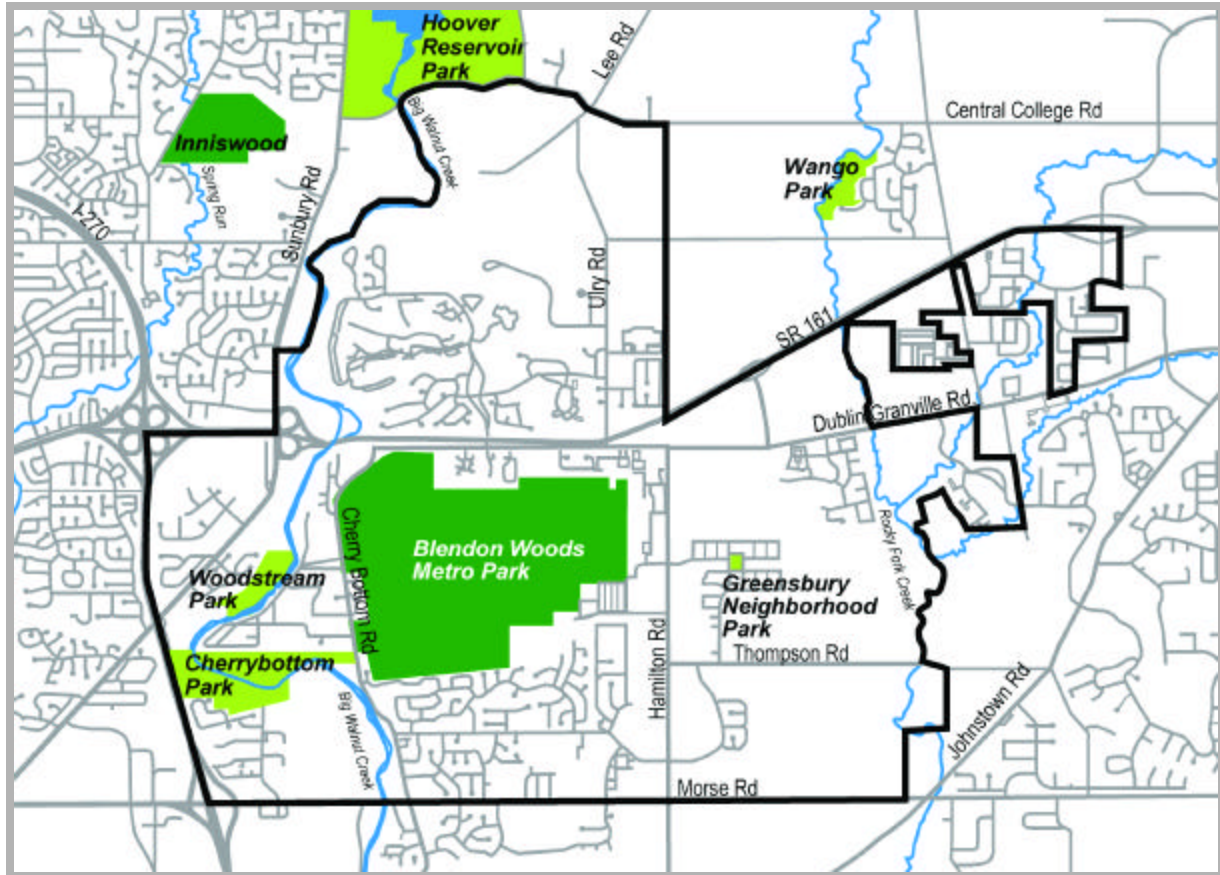 Hoover
Reservoir
Park
Lee Rd
Central College Rd
Big Walnut Creek
Inniswood
Spring Run
Sunbury Rd
Wango
Park
I-270
Ulry Rd
SR 161
Dublin Granville Rd
Cherry Bottom Rd
Blendon Woods
Metro Park
Rocky Fork Creek
Woodstream
Park
Greensbury
Neighborhood
Park
Hamilton Rd
Thompson Rd
Cherrybottom
Park
Big Walnut Creek
Johnstown Rd
Morse Rd